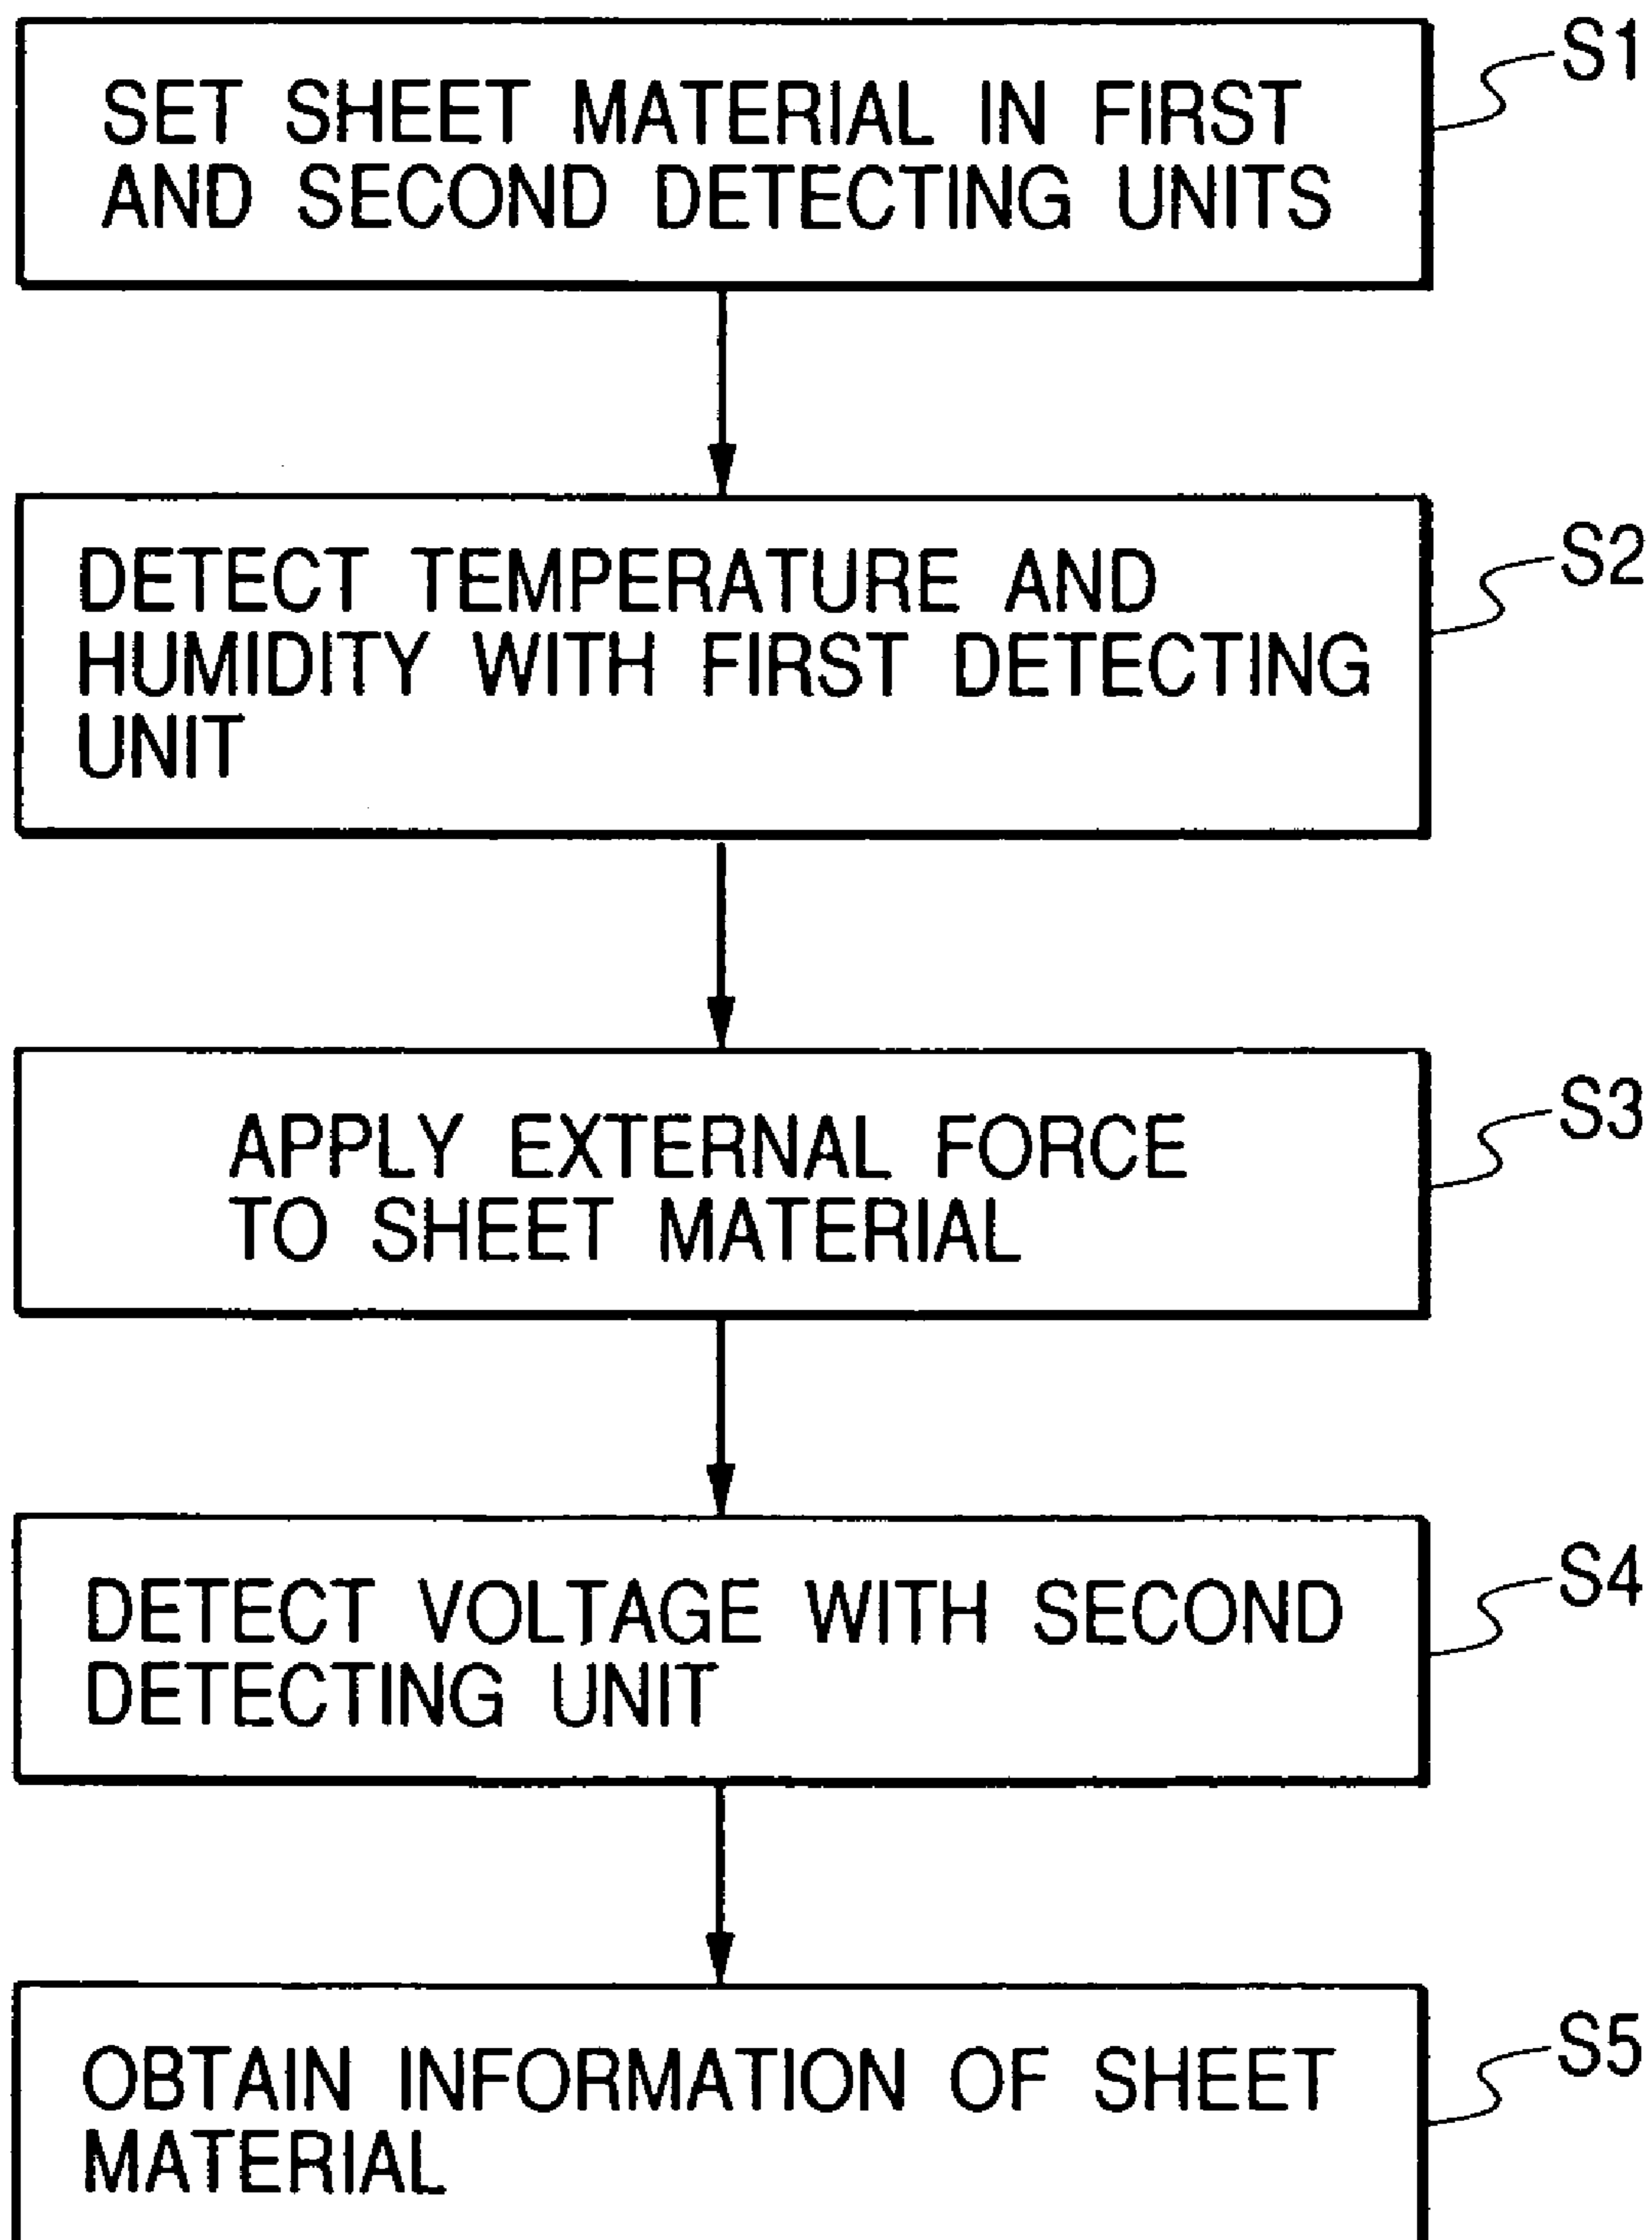 S1
SET SHEET MATERIAL IN FIRST
AND SECOND DETECTING UNITS
S2
DETECT TEMPERATURE AND
HUMIDITY WITH FIRST DETECTING
UNIT
S3
APPLY EXTERNAL FORCE
TO SHEET MATERIAL
S4
DETECT VOLTAGE WITH SECOND
DETECTING UNIT
S5
OBTAIN INFORMATION OF SHEET
MATERIAL